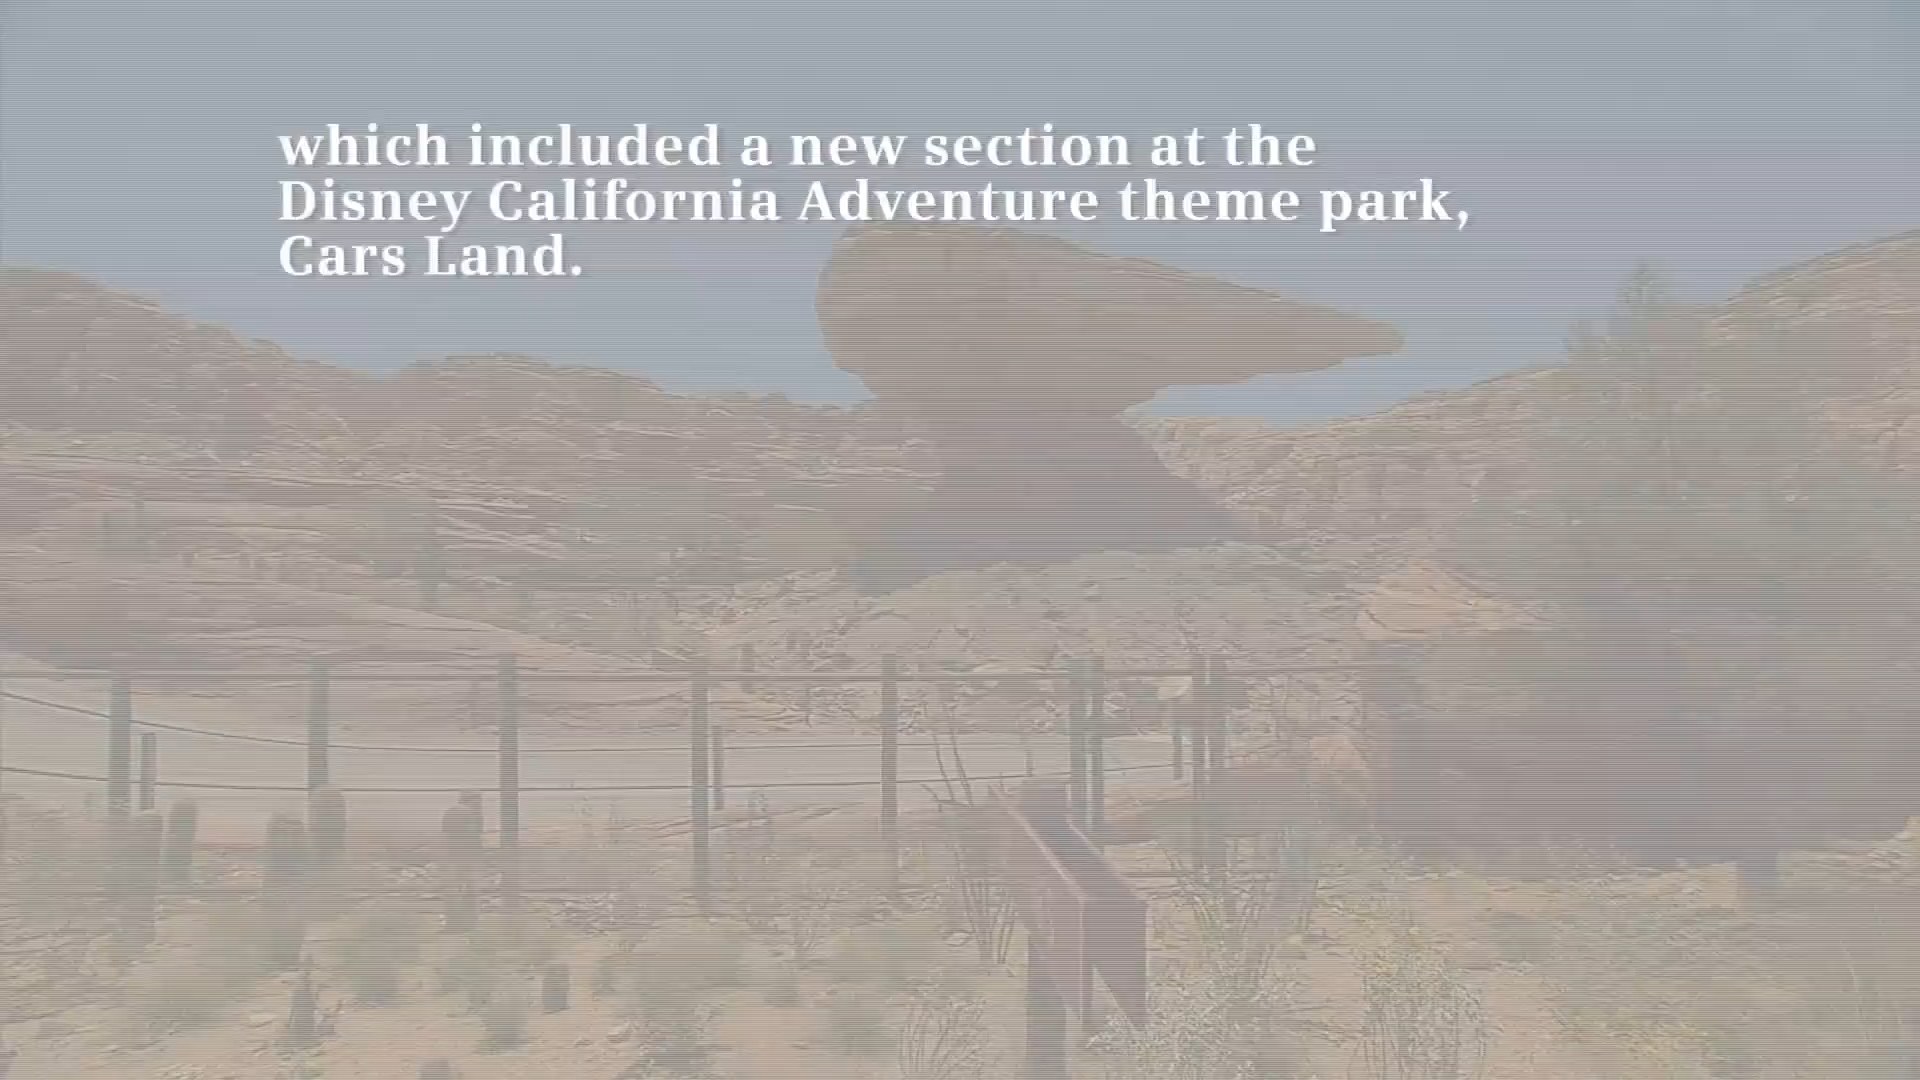 which included a new section at the
Disney California Adventure theme park,
Cars Land.